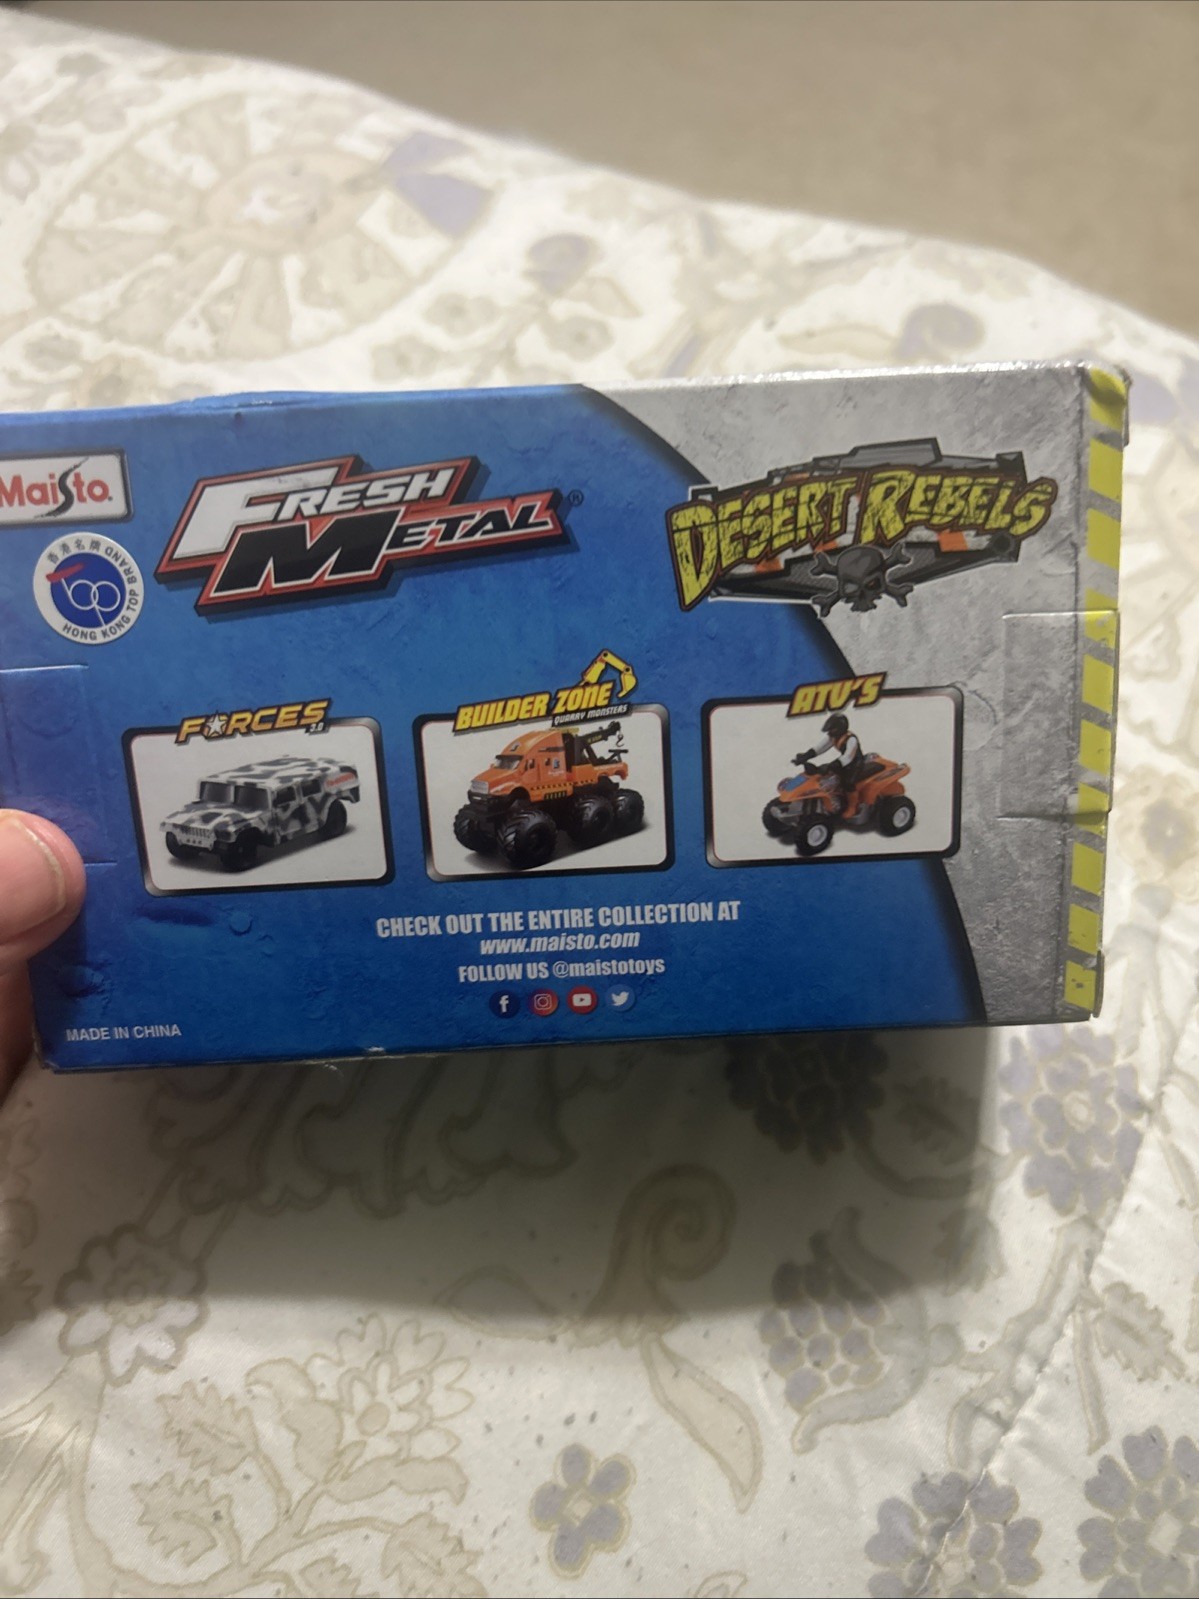 Maisto.
FRESH
METAL®
DESERT REBELS
香港名牌
HONG KONG TOP BRAND
FORCES
3.0
BUILDER ZONE
QUARRY MONSTERS
ATV'S
CHECK OUT THE ENTIRE COLLECTION AT
www.maisto.com
FOLLOW US @maistotoys
MADE IN CHINA